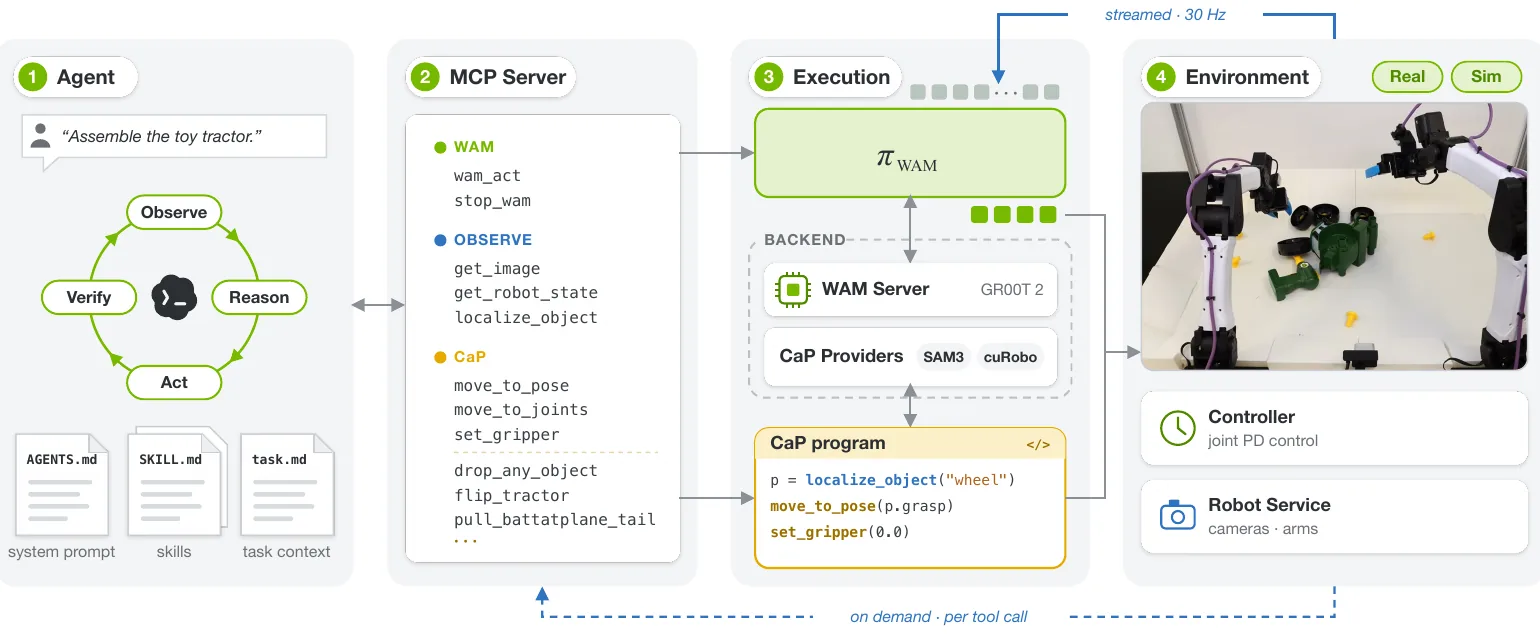 streamed · 30 Hz
1 Agent
“Assemble the toy tractor.”
Observe
Verify
Reason
Act
AGENTS.md
SKILL.md
task.md
system prompt
skills
task context
2 MCP Server
WAM
wam_act
stop_wam
OBSERVE
get_image
get_robot_state
localize_object
CaP
move_to_pose
move_to_joints
set_gripper
drop_any_object
flip_tractor
pull_battatplane_tail
...
3 Execution
...
π WAM
BACKEND
WAM Server GR00T 2
CaP Providers SAM3 cuRobo
CaP program </>
p = localize_object("wheel")
move_to_pose(p.grasp)
set_gripper(0.0)
4 Environment
Real
Sim
Controller
joint PD control
Robot Service
cameras · arms
on demand · per tool call